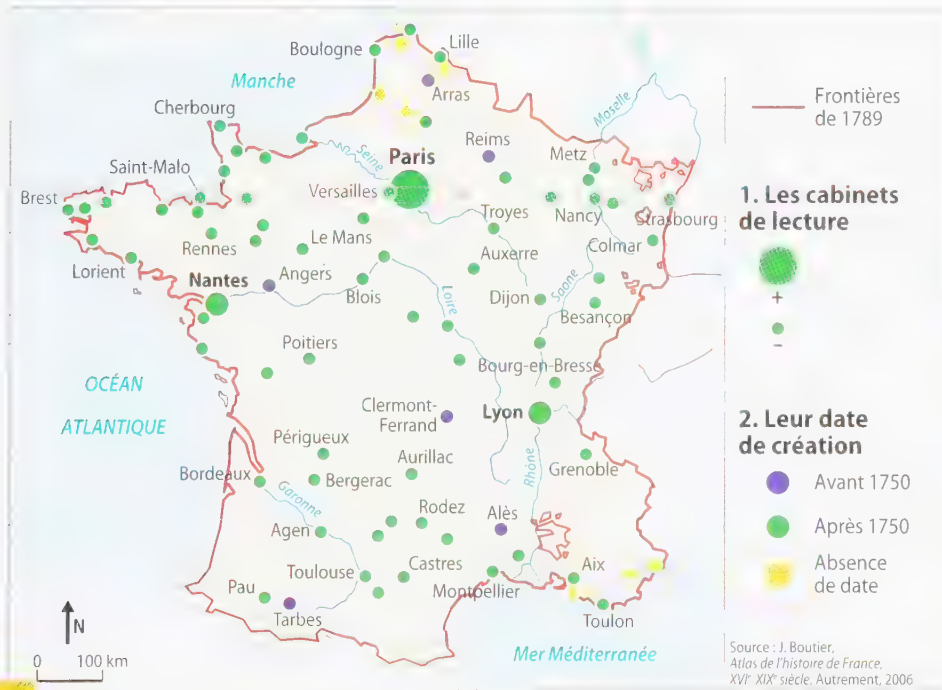 Boulogne
Lille
Manche
Arras
Cherbourg
Seine
Reims
Moselle
Metz
Saint-Malo
Paris
Versailles
Brest
Troyes
Nancy
Strasbourg
Rennes
Le Mans
Auxerre
Colmar
Lorient
Nantes
Angers
Blois
Loire
Dijon
Saone
Besançon
Poitiers
Bourg-en-Bresse
OCÉAN
ATLANTIQUE
Clermont-
Ferrand
Lyon
Périgueux
Aurillac
Rhône
Grenoble
Bordeaux
Bergerac
Garonne
Rodez
Alès
Agen
Toulouse
Castres
Montpellier
Aix
Pau
Tarbes
Toulon
Mer Méditerranée
N
0 100 km
Frontières
de 1789
1. Les cabinets
de lecture
+
−
2. Leur date
de création
Avant 1750
Après 1750
Absence
de date
Source : J. Boutier,
Atlas de l'histoire de France,
XVIᵉ XIXᵉ siècle, Autrement, 2006